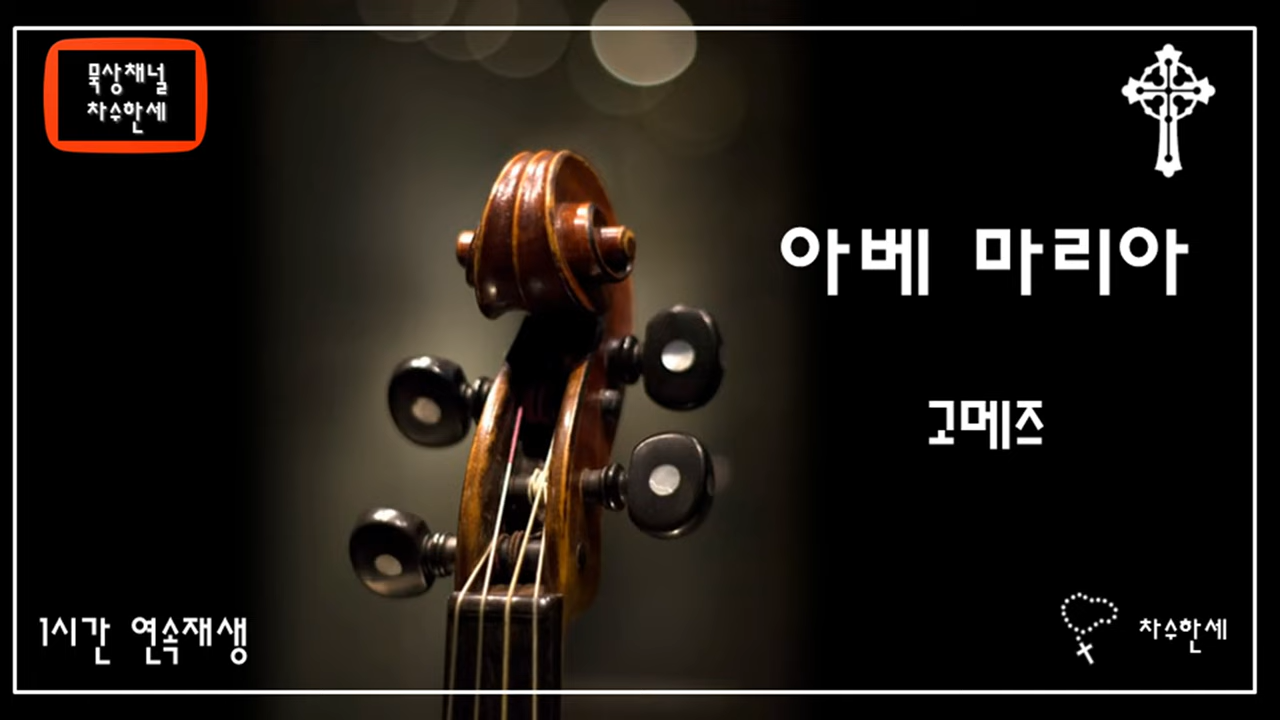 묵상채널
차수한세
아베 마리아
고메즈
1시간 연속재생
차수한세